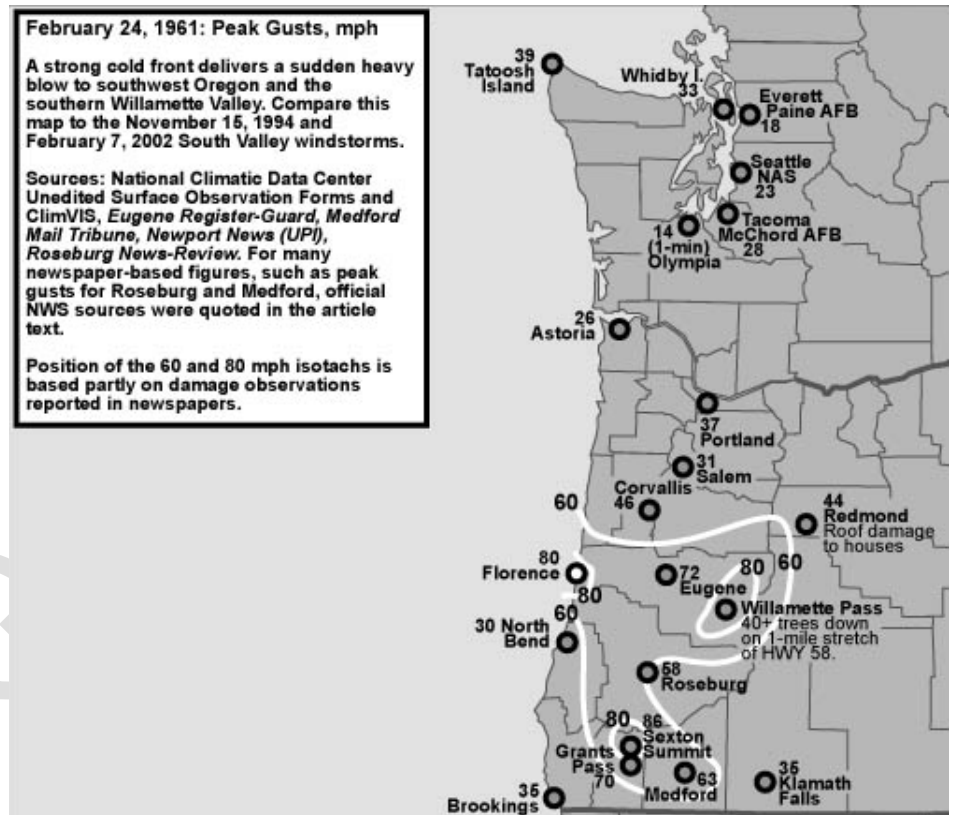 February 24, 1961: Peak Gusts, mph
A strong cold front delivers a sudden heavy
blow to southwest Oregon and the
southern Willamette Valley. Compare this
map to the November 15, 1994 and
February 7, 2002 South Valley windstorms.
Sources: National Climatic Data Center
Unedited Surface Observation Forms and
ClimVIS, Eugene Register-Guard, Medford
Mail Tribune, Newport News (UPI),
Roseburg News-Review. For many
newspaper-based figures, such as peak
gusts for Roseburg and Medford, official
NWS sources were quoted in the article
text.
Position of the 60 and 80 mph isotachs is
based partly on damage observations
reported in newspapers.
39
Tatoosh
Island
Whidby I.
33
Everett
Paine AFB
18
Seattle
NAS
23
Tacoma
McChord AFB
28
14
(1-min)
Olympia
26
Astoria
37
Portland
31
Salem
Corvallis
46
60
44
Redmond
Roof damage
to houses
80
Florence
80
60
72
Eugene
80
60
Willamette Pass
40+ trees down
on 1-mile stretch
of HWY 58.
30 North
Bend
58
Roseburg
80
86
Sexton
Summit
Grants
Pass
70
63
Medford
35
Klamath
Falls
35
Brookings